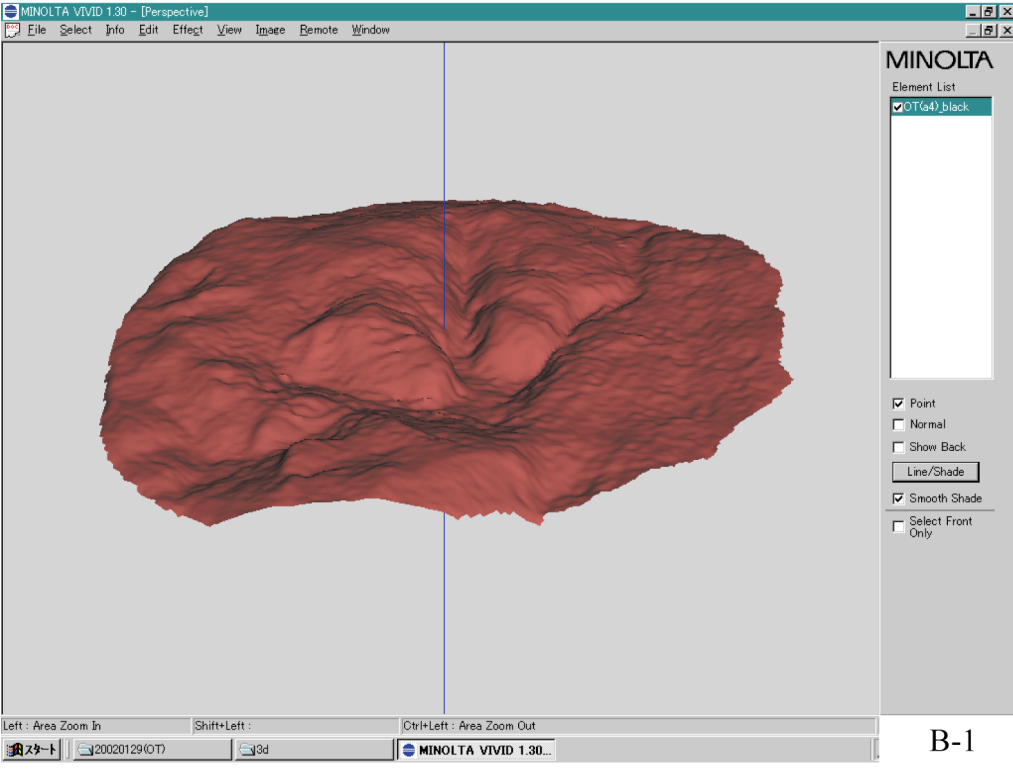 MINOLTA VIVID 1.30 - [Perspective]
File Select Info Edit Effect View Image Remote Window
MINOLTA
Element List
OT(a4)_black
Point
Normal
Show Back
Line/Shade
Smooth Shade
Select Front
Only
Left : Area Zoom In Shift+Left : Ctrl+Left : Area Zoom Out
スタート 20020129(OT) 3d MINOLTA VIVID 1.30...
B-1